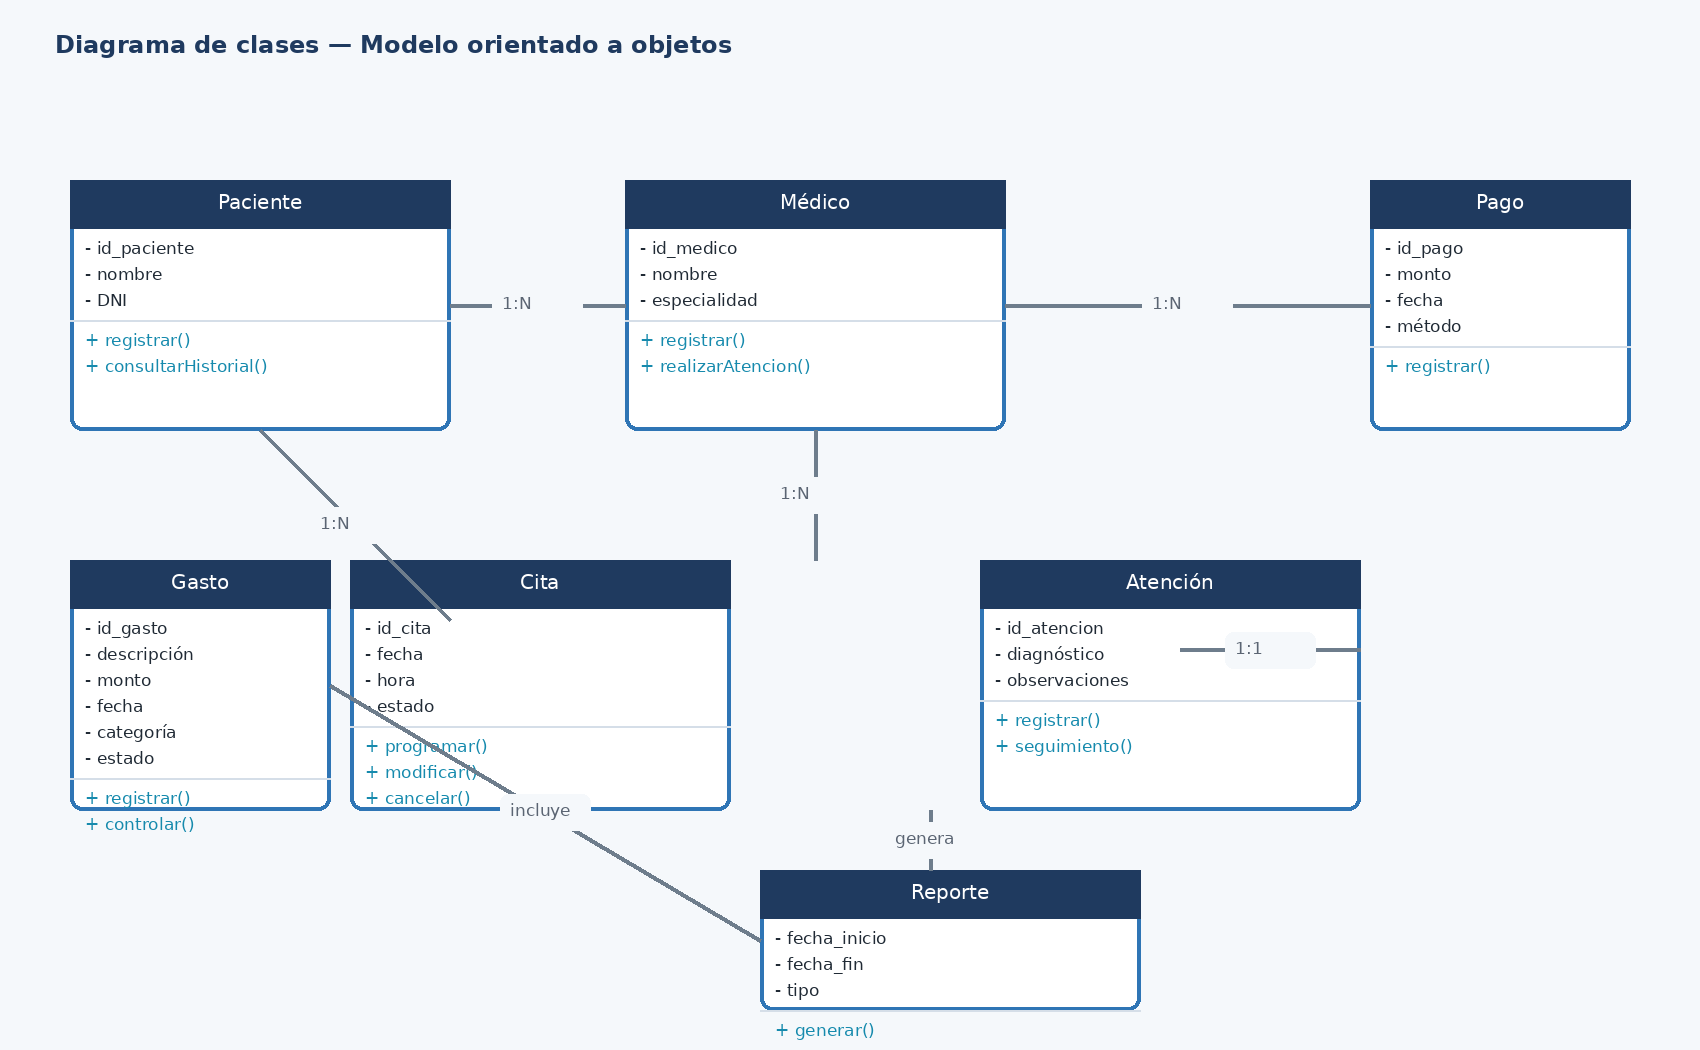 Diagrama de clases — Modelo orientado a objetos
Paciente
- id_paciente
- nombre
- DNI
+ registrar()
+ consultarHistorial()
1:N
Médico
- id_medico
- nombre
- especialidad
+ registrar()
+ realizarAtencion()
1:N
Pago
- id_pago
- monto
- fecha
- método
+ registrar()
1:N
1:N
Gasto
- id_gasto
- descripción
- monto
- fecha
- categoría
- estado
+ registrar()
+ controlar()
Cita
- id_cita
- fecha
- hora
- estado
+ programar()
+ modificar()
+ cancelar()
incluye
Atención
- id_atencion
- diagnóstico
- observaciones
+ registrar()
+ seguimiento()
1:1
genera
Reporte
- fecha_inicio
- fecha_fin
- tipo
+ generar()